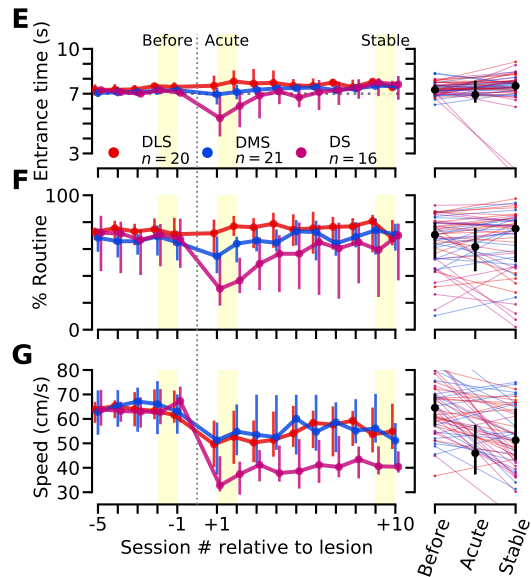 E
Before Acute Stable
Entrance time (s)
10
7
3
DLS
n = 20
DMS
n = 21
DS
n = 16
F
% Routine
100
0
G
Speed (cm/s)
80
70
60
50
40
30
-5 -1 +1 +10
Session # relative to lesion
Before
Acute
Stable